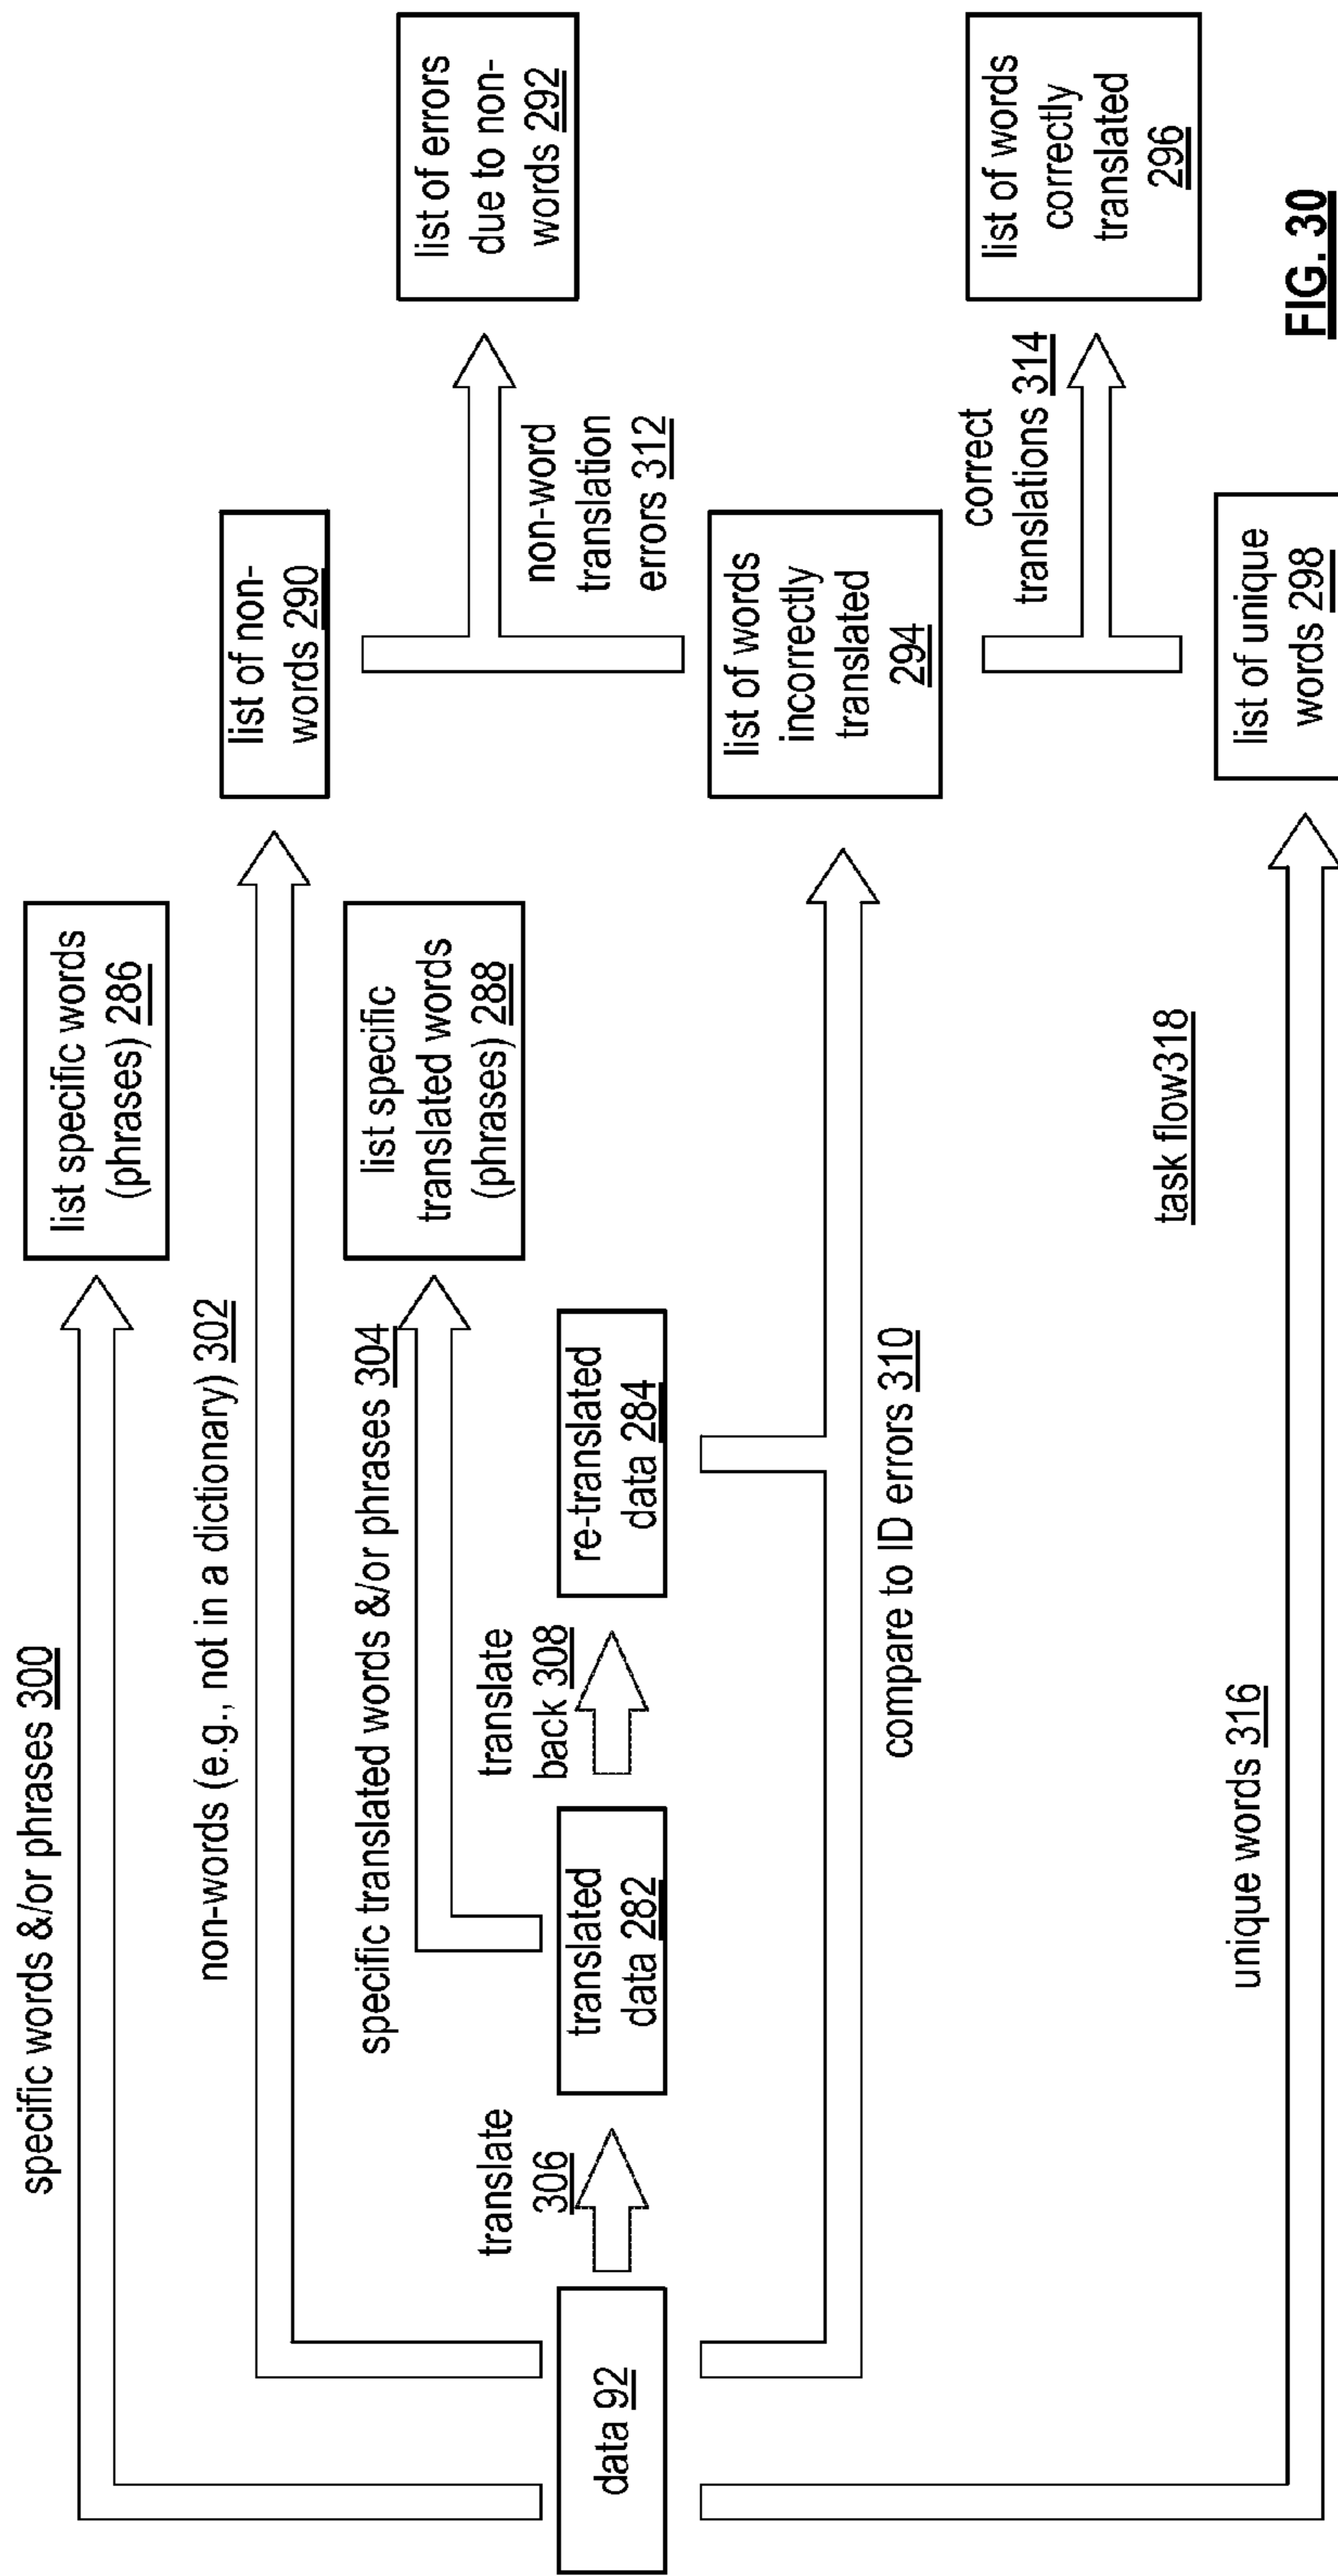 specific words &/or phrases 300
list specific words
(phrases) 286
non-words (e.g., not in a dictionary) 302
list of non-
words 290
specific translated words &/or phrases 304
list specific
translated words
(phrases) 288
list of errors
due to non-
words 292
non-word
translation
errors 312
data 92
translate
306
translated
data 282
translate
back 308
re-translated
data 284
compare to ID errors 310
list of words
incorrectly
translated
294
correct
translations 314
list of words
correctly
translated
296
task flow318
unique words 316
list of unique
words 298
FIG. 30